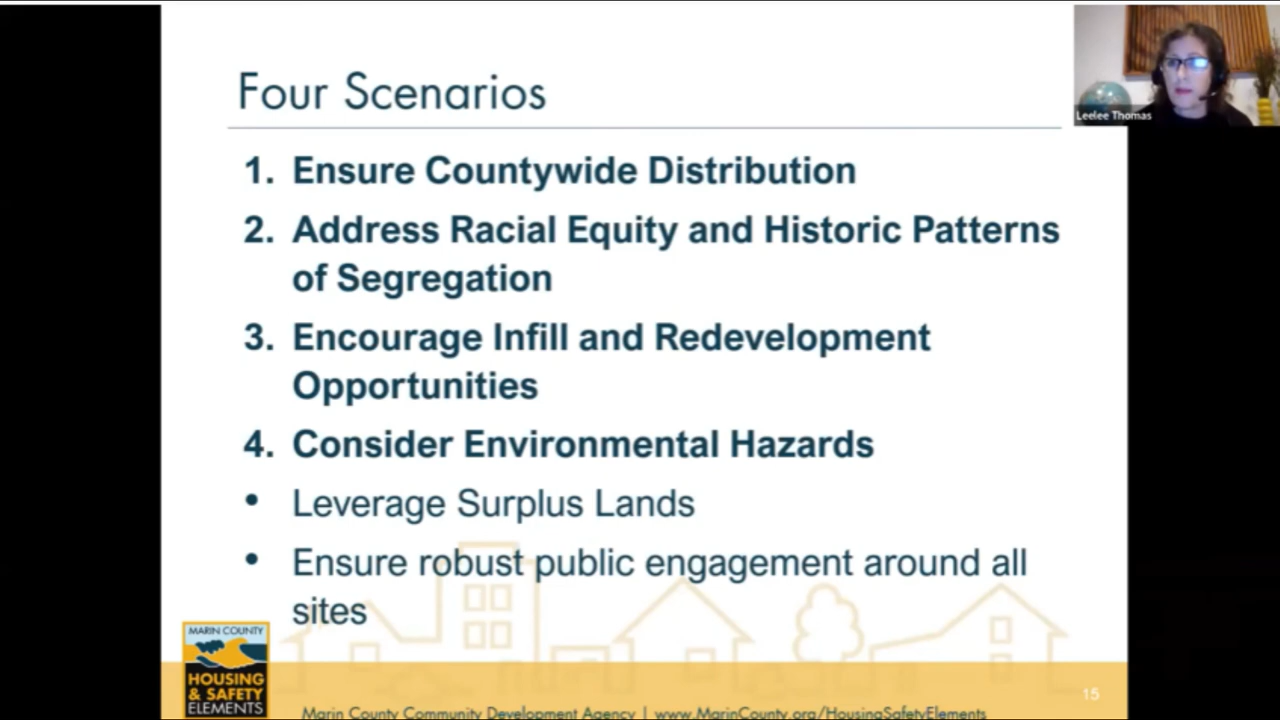 Four Scenarios
Leelee Thomas
1. Ensure Countywide Distribution
2. Address Racial Equity and Historic Patterns
of Segregation
3. Encourage Infill and Redevelopment
Opportunities
4. Consider Environmental Hazards
• Leverage Surplus Lands
• Ensure robust public engagement around all
sites
MARIN COUNTY
HOUSING
& SAFETY
ELEMENTS
15
Marin County Community Development Agency | www.MarinCounty.org/HousingSafetyElements